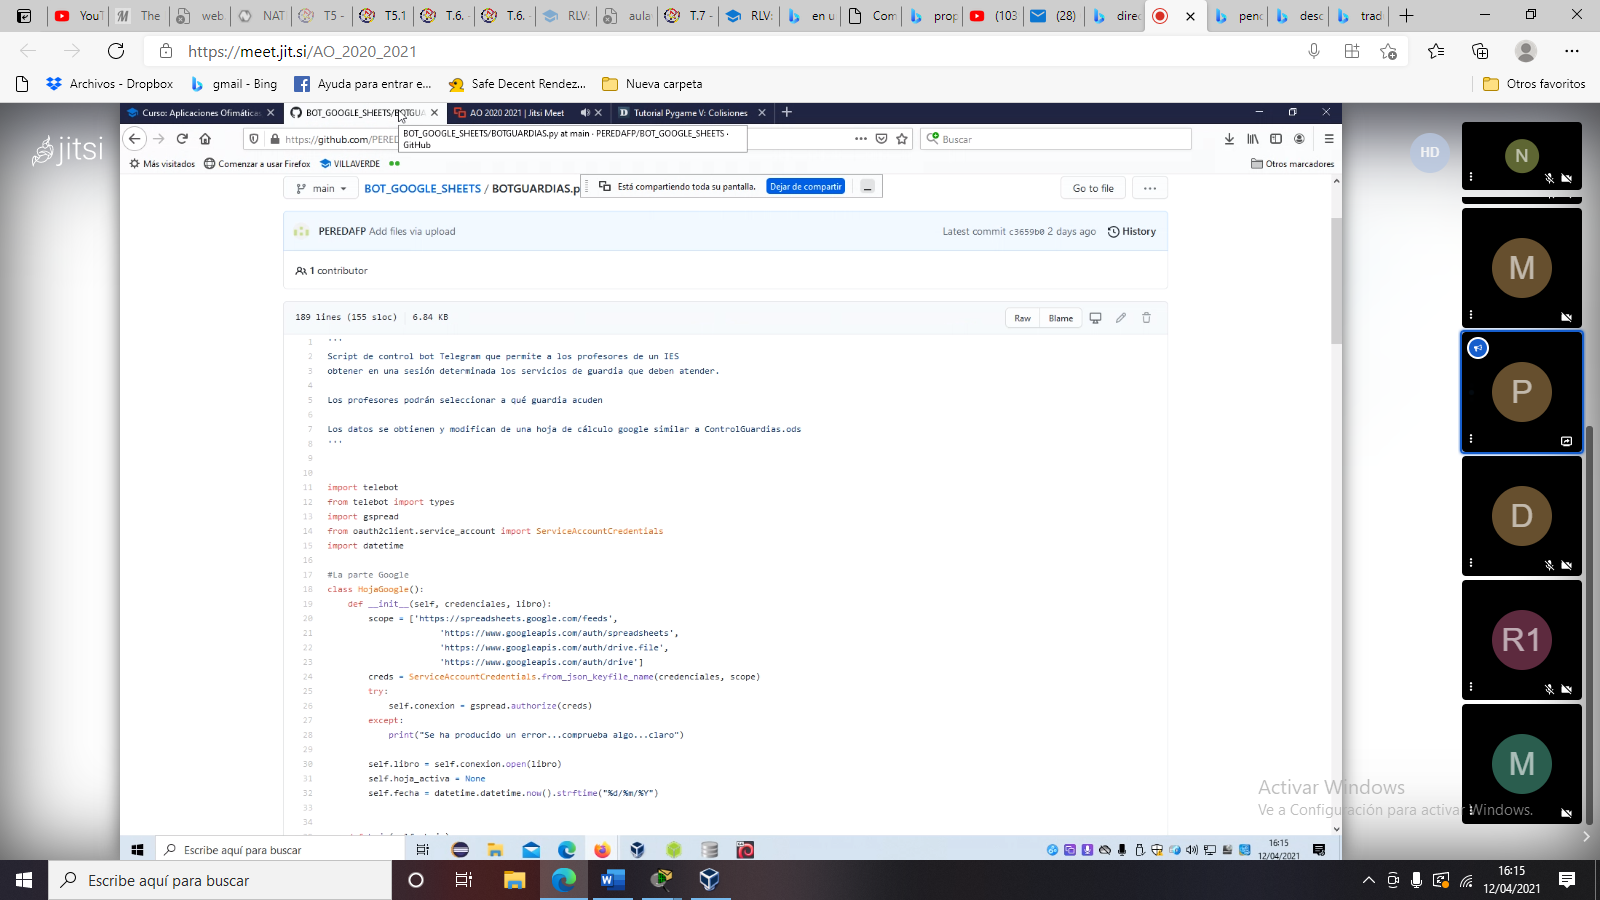 YouT
The
web
NAT
T5 -
T5.1
T.6.
T.6.
RLV:
aula
T.7 -
RLV:
en u
Com
prop
(103
(28)
direc
penc
desc
trad
https://meet.jit.si/AO_2020_2021
Archivos - Dropbox
gmail - Bing
Ayuda para entrar e...
Safe Decent Rendez...
Nueva carpeta
Otros favoritos
jitsi
Curso: Aplicaciones Ofimáticas
BOT_GOOGLE_SHEETS/BOTGUA
AO 2020 2021 | Jitsi Meet
Tutorial Pygame V: Colisiones
https://github.com/PERED
Buscar
BOT_GOOGLE_SHEETS/BOTGUARDIAS.py at main · PEREDAFP/BOT_GOOGLE_SHEETS ·
GitHub
Más visitados
Comenzar a usar Firefox
VILLAVERDE
Otros marcadores
main
BOT_GOOGLE_SHEETS / BOTGUARDIAS.p
Está compartiendo toda su pantalla.
Dejar de compartir
Go to file
PEREDAFP Add files via upload
Latest commit c3659b0 2 days ago
History
1 contributor
189 lines (155 sloc)
6.84 KB
Raw
Blame
1 '''
2 Script de control bot Telegram que permite a los profesores de un IES
3 obtener en una sesión determinada los servicios de guardia que deben atender.
4
5 Los profesores podrán seleccionar a qué guardia acuden
6
7 Los datos se obtienen y modifican de una hoja de cálculo google similar a ControlGuardias.ods
8 '''
9
10
11 import telebot
12 from telebot import types
13 import gspread
14 from oauth2client.service_account import ServiceAccountCredentials
15 import datetime
16
17 #La parte Google
18 class HojaGoogle():
19 def __init__(self, credenciales, libro):
20 scope = ['https://spreadsheets.google.com/feeds',
21 'https://www.googleapis.com/auth/spreadsheets',
22 'https://www.googleapis.com/auth/drive.file',
23 'https://www.googleapis.com/auth/drive']
24 creds = ServiceAccountCredentials.from_json_keyfile_name(credenciales, scope)
25 try:
26 self.conexion = gspread.authorize(creds)
27 except:
28 print("Se ha producido un error...comprueba algo...claro")
29
30 self.libro = self.conexion.open(libro)
31 self.hoja_activa = None
32 self.fecha = datetime.datetime.now().strftime("%d/%m/%Y")
33
34
HD
N
M
P
D
R1
M
Activar Windows
Ve a Configuración para activar Windows.
Escribe aquí para buscar
16:15
12/04/2021
Escribe aquí para buscar
16:15
12/04/2021